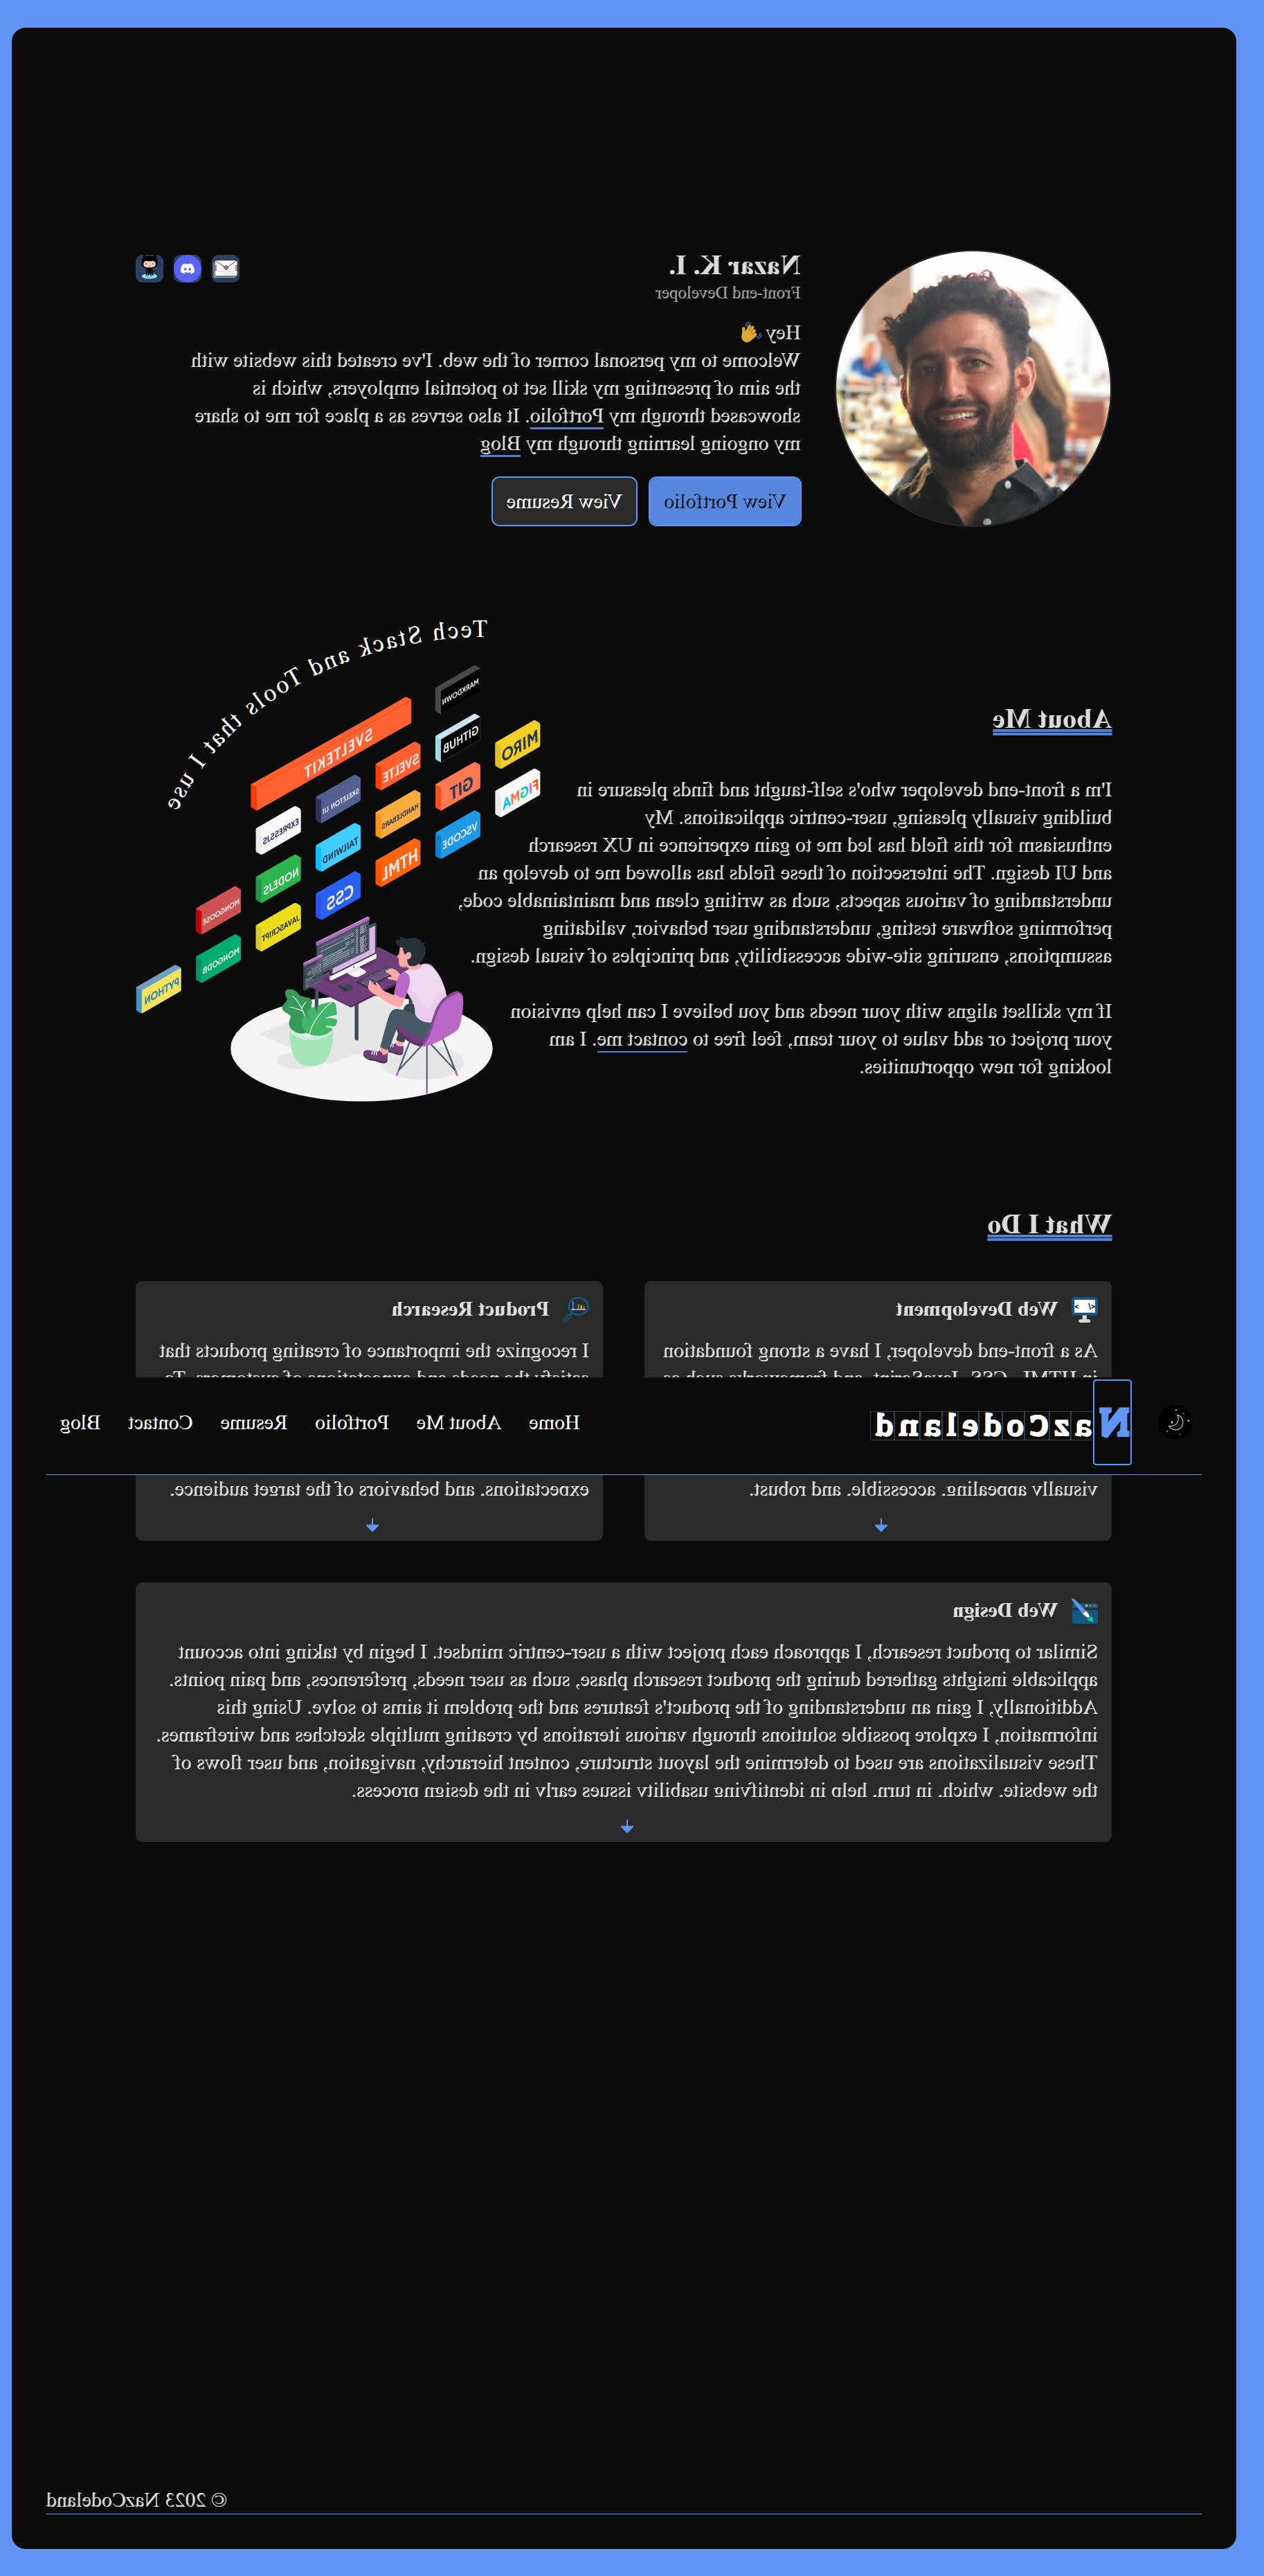 Nazar K. I.
Front-end Developer
Hey 👋
Welcome to my personal corner of the web. I've created this website with
the aim of presenting my skill set to potential employers, which is
showcased through my Portfolio. It also serves as a place for me to share
my ongoing learning through my Blog
View Portfolio
View Resume
Tech Stack and Tools that I use
MARKDOWN
SVELTEKIT
GITHUB
MIRO
SVELTE
SKELETON UI
GIT
FIGMA
EXPRESSJS
HANDLEBARS
TAILWIND
VSCODE
NODEJS
HTML
MONGOOSE
CSS
JAVASCRIPT
MONGODB
PYTHON
About Me
I'm a front-end developer who's self-taught and finds pleasure in
building visually pleasing, user-centric applications. My
enthusiasm for this field has led me to gain experience in UX research
and UI design. The intersection of these fields has allowed me to develop an
understanding of various aspects, such as writing clean and maintainable code,
performing software testing, understanding user behavior, validating
assumptions, ensuring site-wide accessibility, and principles of visual design.
If my skillset aligns with your needs and you believe I can help envision
your project or add value to your team, feel free to contact me. I am
looking for new opportunities.
What I Do
Web Development
As a front-end developer, I have a strong foundation
in HTML, CSS, JavaScript, and frameworks such as
visually appealing, accessible, and robust.
Product Research
I recognize the importance of creating products that
satisfy the needs and expectations of customers. To
expectations, and behaviors of the target audience.
NazCodeland
Home
About Me
Portfolio
Resume
Contact
Blog
Web Design
Similar to product research, I approach each project with a user-centric mindset. I begin by taking into account
applicable insights gathered during the product research phase, such as user needs, preferences, and pain points.
Additionally, I gain an understanding of the product's features and the problem it aims to solve. Using this
information, I explore possible solutions through various iterations by creating multiple sketches and wireframes.
These visualizations are used to determine the layout structure, content hierarchy, navigation, and user flows of
the website, which, in turn, help in identifying usability issues early in the design process.
© 2023 NazCodeland